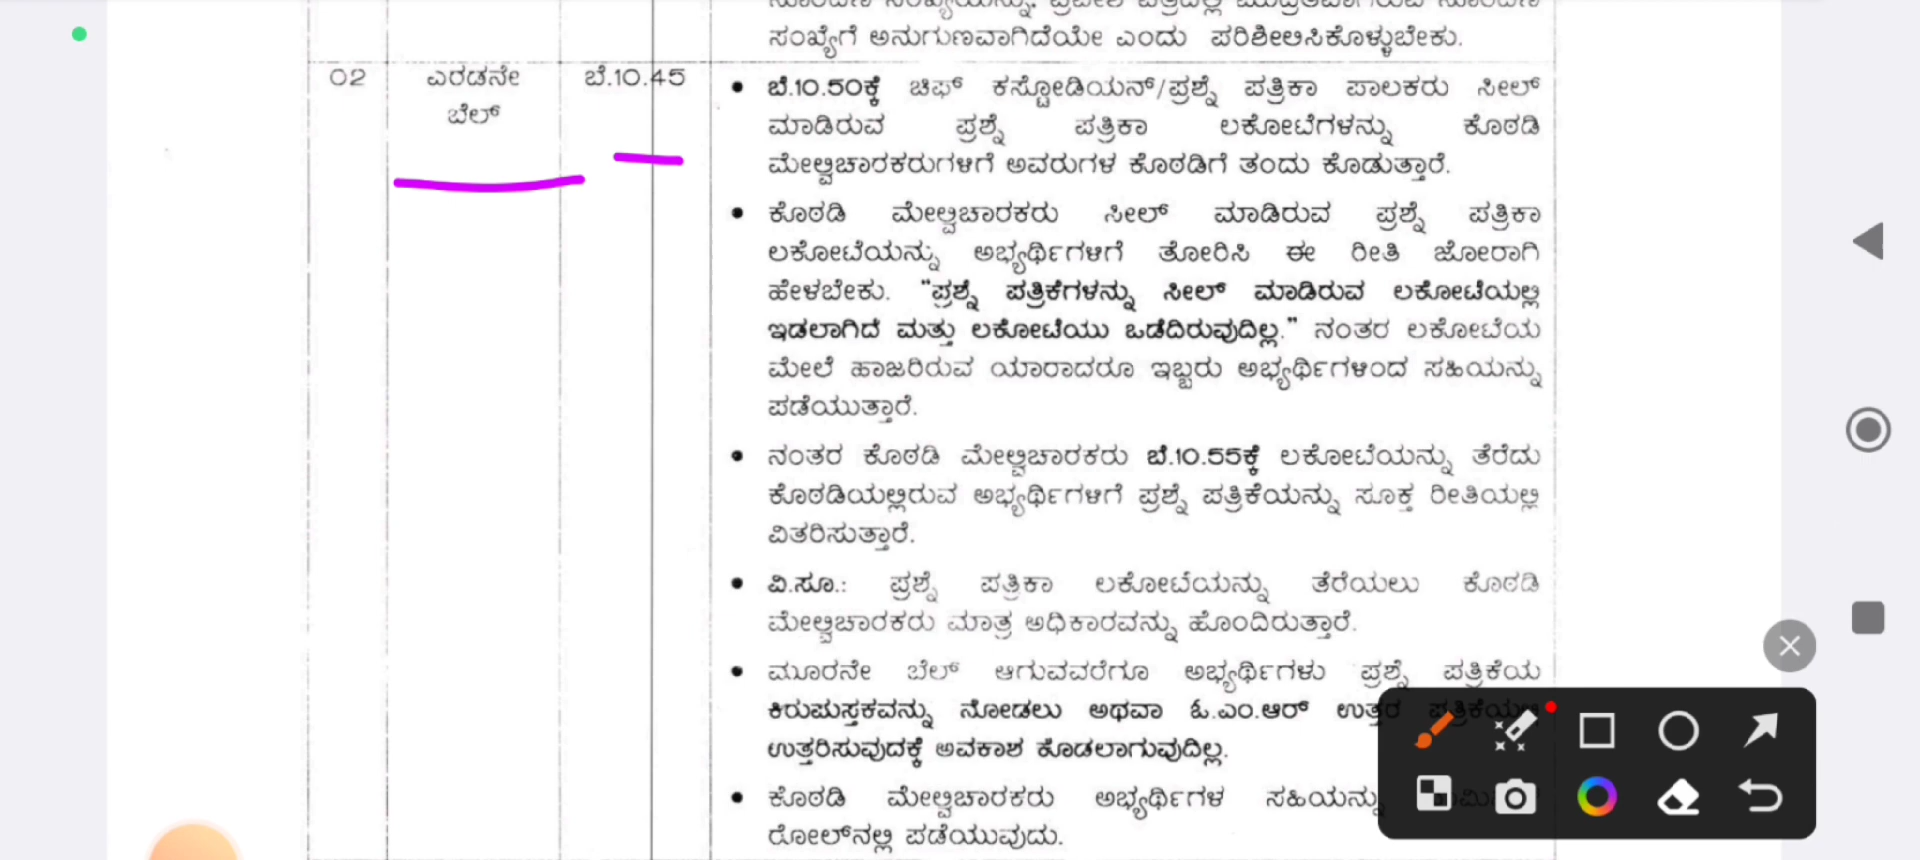 ಸಂಖ್ಯೆಗೆ ಅನುಗುಣವಾಗಿದೆಯೇ ಎಂದು ಪರಿಶೀಲಿಸಿಕೊಳ್ಳುಬೇಕು.
02
ಎರಡನೇ
ಬೆಲ್
ಬೆ.10.45
• ಬೆ.10.50ಕ್ಕೆ ಚಿಫ್ ಕಸ್ಟೋಡಿಯನ್/ಪ್ರಶ್ನೆ ಪತ್ರಿಕಾ ಪಾಲಕರು ಸೀಲ್
ಮಾಡಿರುವ ಪ್ರಶ್ನೆ ಪತ್ರಿಕಾ ಲಕೋಟೆಗಳನ್ನು ಕೊಠಡಿ
ಮೇಲ್ವಿಚಾರಕರುಗಳಿಗೆ ಅವರುಗಳ ಕೊಠಡಿಗೆ ತಂದು ಕೊಡುತ್ತಾರೆ.
• ಕೊಠಡಿ ಮೇಲ್ವಿಚಾರಕರು ಸೀಲ್ ಮಾಡಿರುವ ಪ್ರಶ್ನೆ ಪತ್ರಿಕಾ
ಲಕೋಟೆಯನ್ನು ಅಭ್ಯರ್ಥಿಗಳಿಗೆ ತೋರಿಸಿ ಈ ರೀತಿ ಜೋರಾಗಿ
ಹೇಳಬೇಕು. "ಪ್ರಶ್ನೆ ಪತ್ರಿಕೆಗಳನ್ನು ಸೀಲ್ ಮಾಡಿರುವ ಲಕೋಟೆಯಲ್ಲಿ
ಇಡಲಾಗಿದೆ ಮತ್ತು ಲಕೋಟೆಯು ಒಡೆದಿರುವುದಿಲ್ಲ." ನಂತರ ಲಕೋಟೆಯ
ಮೇಲೆ ಹಾಜರಿರುವ ಯಾರಾದರೂ ಇಬ್ಬರು ಅಭ್ಯರ್ಥಿಗಳಿಂದ ಸಹಿಯನ್ನು
ಪಡೆಯುತ್ತಾರೆ.
• ನಂತರ ಕೊಠಡಿ ಮೇಲ್ವಿಚಾರಕರು ಬೆ.10.55ಕ್ಕೆ ಲಕೋಟೆಯನ್ನು ತೆರೆದು
ಕೊಠಡಿಯಲ್ಲಿರುವ ಅಭ್ಯರ್ಥಿಗಳಿಗೆ ಪ್ರಶ್ನೆ ಪತ್ರಿಕೆಯನ್ನು ಸೂಕ್ತ ರೀತಿಯಲ್ಲಿ
ವಿತರಿಸುತ್ತಾರೆ.
• ವಿ.ಸೂ.: ಪ್ರಶ್ನೆ ಪತ್ರಿಕಾ ಲಕೋಟೆಯನ್ನು ತೆರೆಯಲು ಕೊಠಡಿ
ಮೇಲ್ವಿಚಾರಕರು ಮಾತ್ರ ಅಧಿಕಾರವನ್ನು ಹೊಂದಿರುತ್ತಾರೆ.
• ಮೂರನೇ ಬೆಲ್ ಆಗುವವರೆಗೂ ಅಭ್ಯರ್ಥಿಗಳು ಪ್ರಶ್ನೆ ಪತ್ರಿಕೆಯ
ಕಿರುಪುಸ್ತಕವನ್ನು ನೋಡಲು ಅಥವಾ ಓ.ಎಂ.ಆರ್ ಉತ್ತರ ಪತ್ರಿಕೆಯಲ್ಲಿ
ಉತ್ತರಿಸುವುದಕ್ಕೆ ಅವಕಾಶ ಕೊಡಲಾಗುವುದಿಲ್ಲ.
• ಕೊಠಡಿ ಮೇಲ್ವಿಚಾರಕರು ಅಭ್ಯರ್ಥಿಗಳ ಸಹಿಯನ್ನು
ರೋಲ್‌ನಲ್ಲಿ ಪಡೆಯುವುದು.